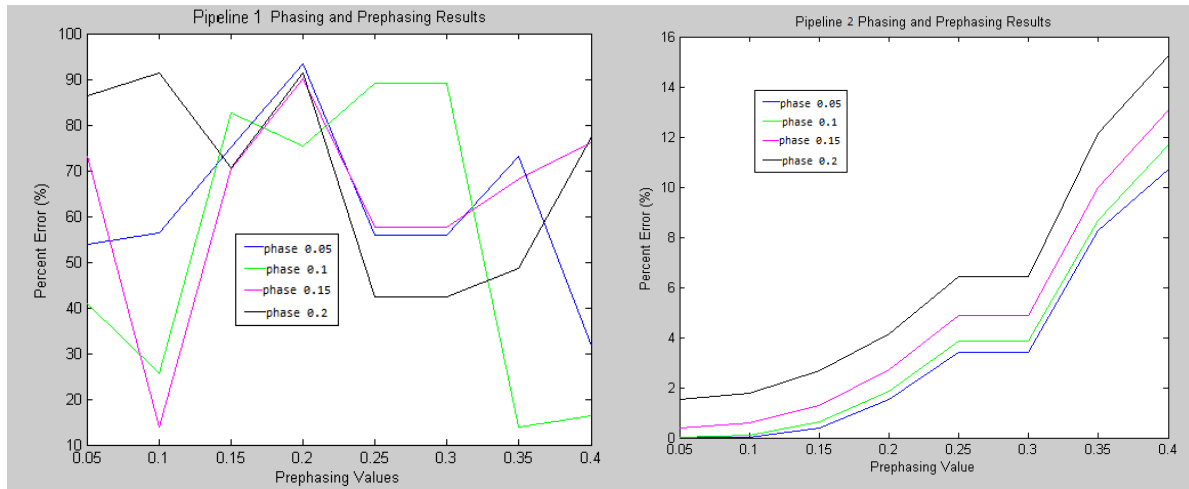 Pipeline 1 Phasing and Prephasing Results
100
90
80
70
60
50
40
30
20
10
Percent Error (%)
phase 0.05
phase 0.1
phase 0.15
phase 0.2
0.05 0.1 0.15 0.2 0.25 0.3 0.35 0.4
Prephasing Values
Pipeline 2 Phasing and Prephasing Results
16
14
12
10
8
6
4
2
0
Percent Error (%)
phase 0.05
phase 0.1
phase 0.15
phase 0.2
0.05 0.1 0.15 0.2 0.25 0.3 0.35 0.4
Prephasing Value